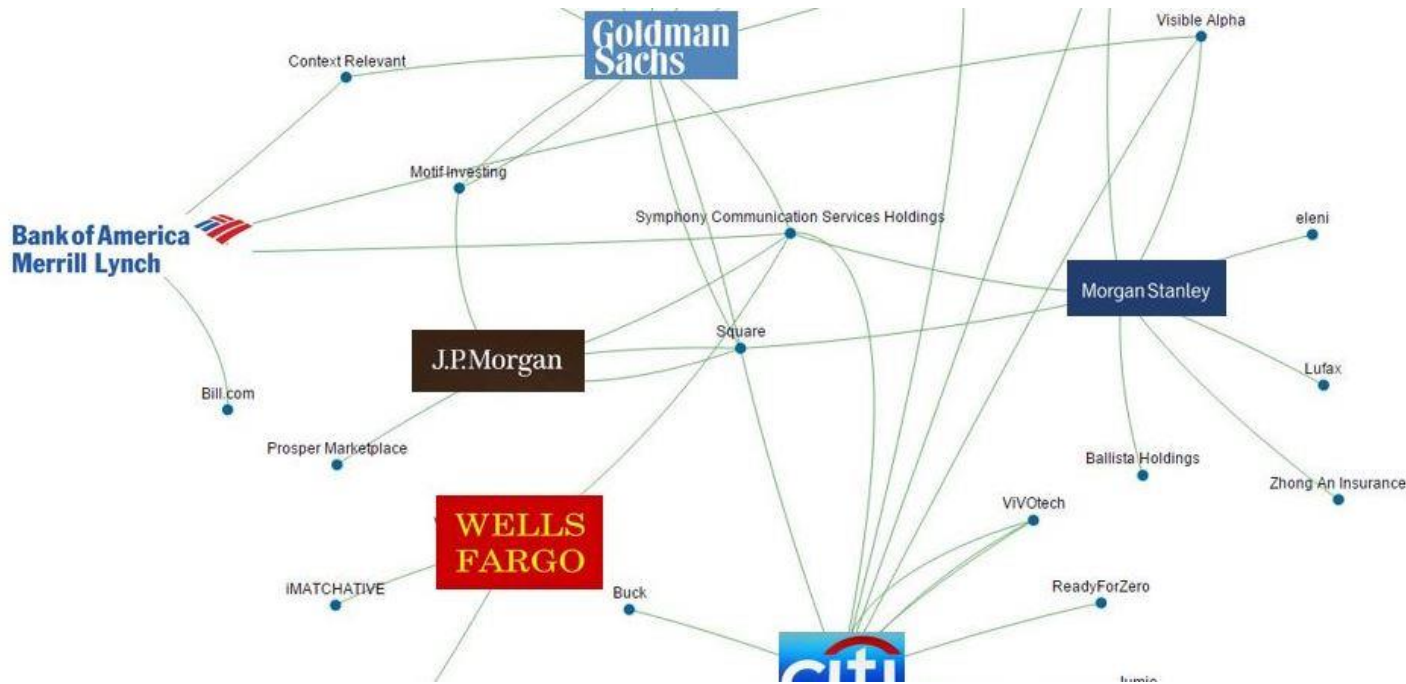 Goldman
Sachs
Visible Alpha
Context Relevant
Motif Investing
Symphony Communication Services Holdings
eleni
Bank of America
Merrill Lynch
Morgan Stanley
Square
J.P.Morgan
Lufax
Bill.com
Prosper Marketplace
Ballista Holdings
Zhong An Insurance
WELLS
FARGO
ViVOtech
iMATCHATIVE
Buck
ReadyForZero
citi
Jumio